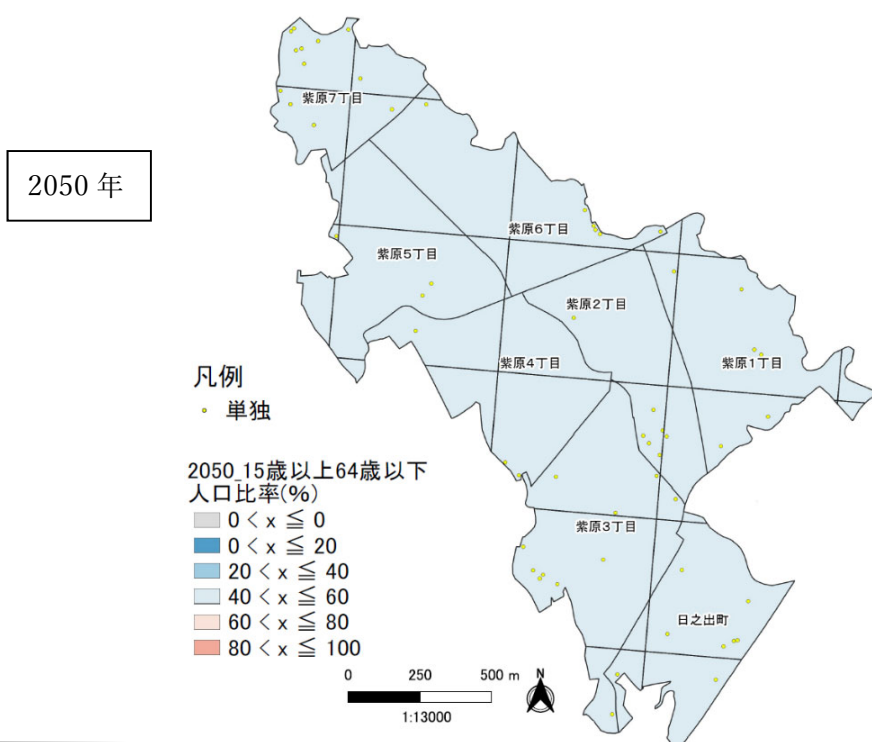 2050 年
紫原7丁目
紫原6丁目
紫原5丁目
紫原2丁目
紫原4丁目
紫原1丁目
紫原3丁目
日之出町
凡例
単独
2050_15歳以上64歳以下
人口比率(%)
0 < x ≦ 0
0 < x ≦ 20
20 < x ≦ 40
40 < x ≦ 60
60 < x ≦ 80
80 < x ≦ 100
0 250 500 m N
1:13000